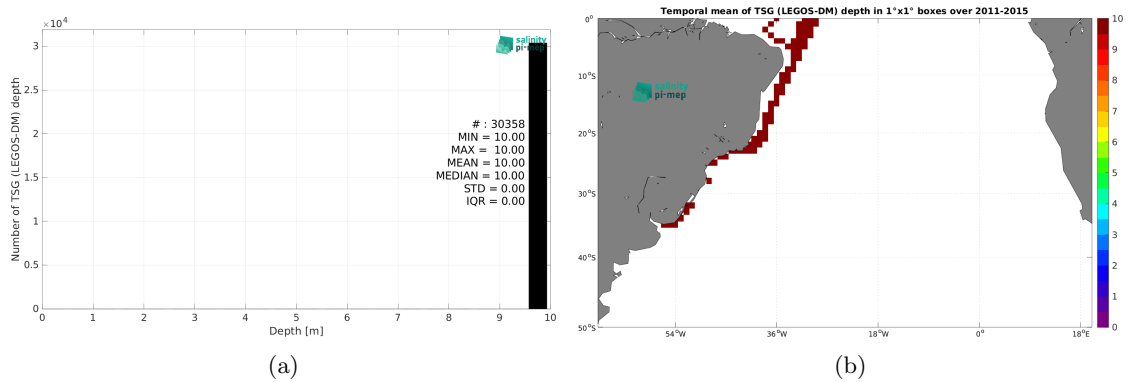 ×10⁴
3
2.5
2
1.5
1
0.5
0
Number of TSG (LEGOS-DM) depth
salinity
pi-mep
# : 30358
MIN = 10.00
MAX =  10.00
MEAN = 10.00
MEDIAN = 10.00
STD = 0.00
IQR = 0.00
0 1 2 3 4 5 6 7 8 9 10
Depth [m]
(a)
Temporal mean of TSG (LEGOS-DM) depth in 1°x1° boxes over 2011-2015
0°
10°S
20°S
30°S
40°S
50°S
salinity
pi-mep
54°W 36°W 18°W 0° 18°E
10
9
8
7
6
5
4
3
2
1
0
(b)